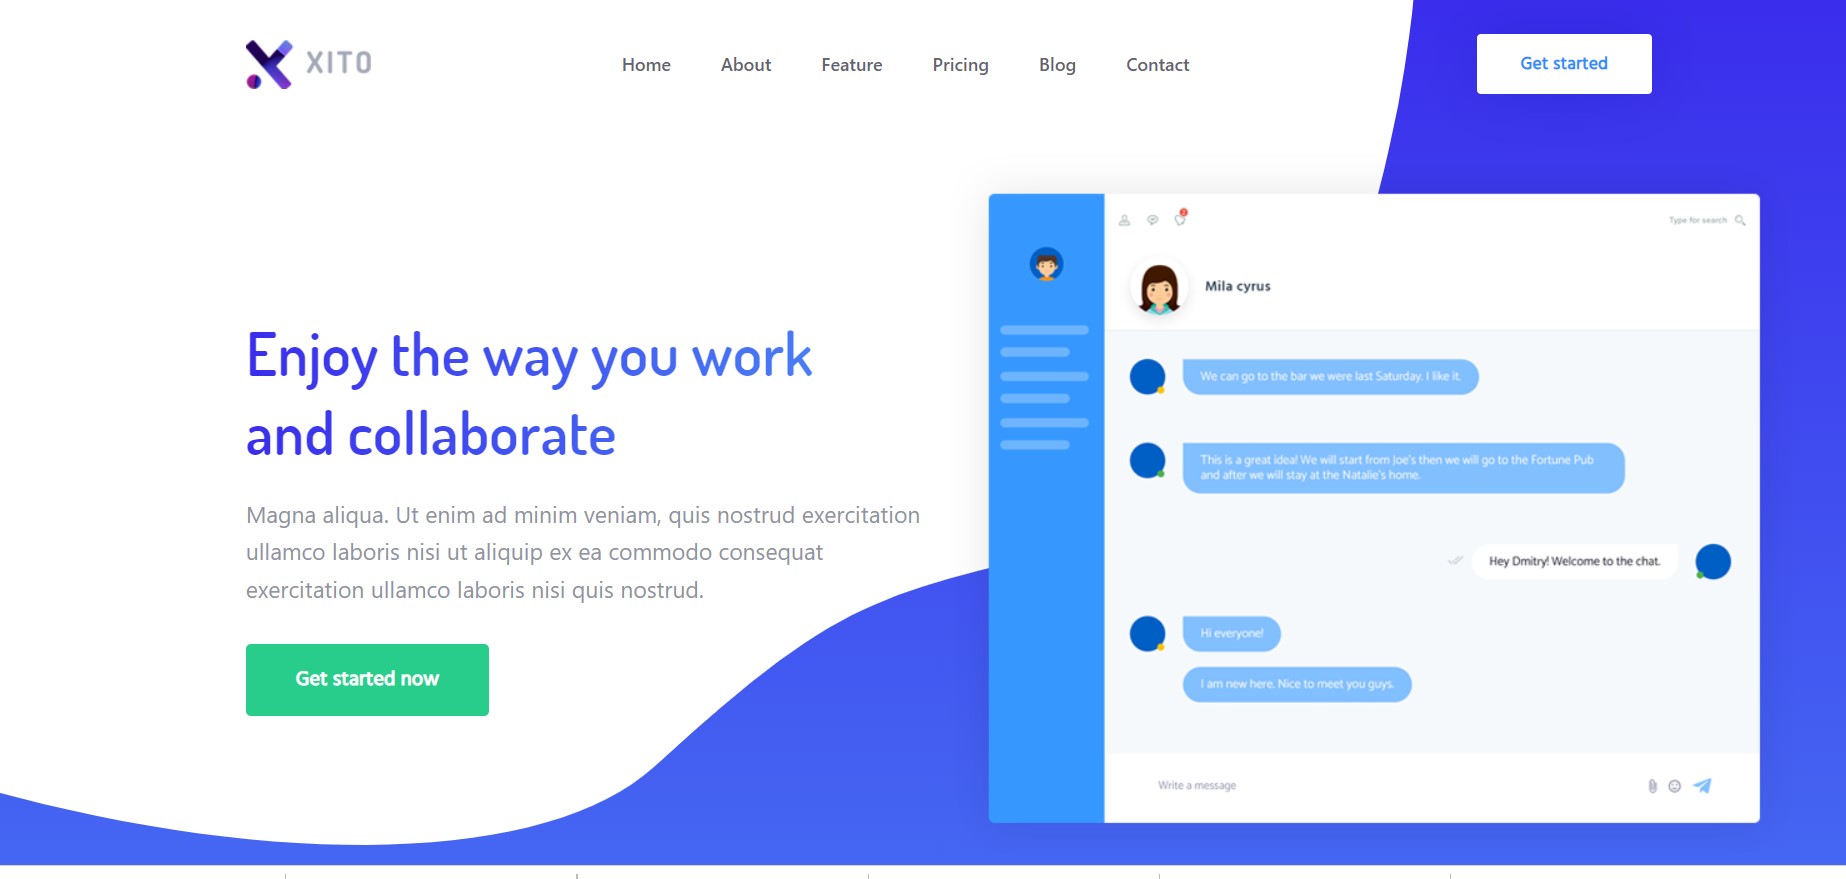 XITO
Home
About
Feature
Pricing
Blog
Contact
Get started
Enjoy the way you work
and collaborate
Magna aliqua. Ut enim ad minim veniam, quis nostrud exercitation
ullamco laboris nisi ut aliquip ex ea commodo consequat
exercitation ullamco laboris nisi quis nostrud.
Get started now
Type for search
Mila cyrus
We can go to the bar we were last Saturday. I like it.
This is a great idea! We will start from Joe's then we will go to the Fortune Pub
and after we will stay at the Natalie's home.
Hey Dmitry! Welcome to the chat.
Hi everyone!
I am new here. Nice to meet you guys.
Write a message